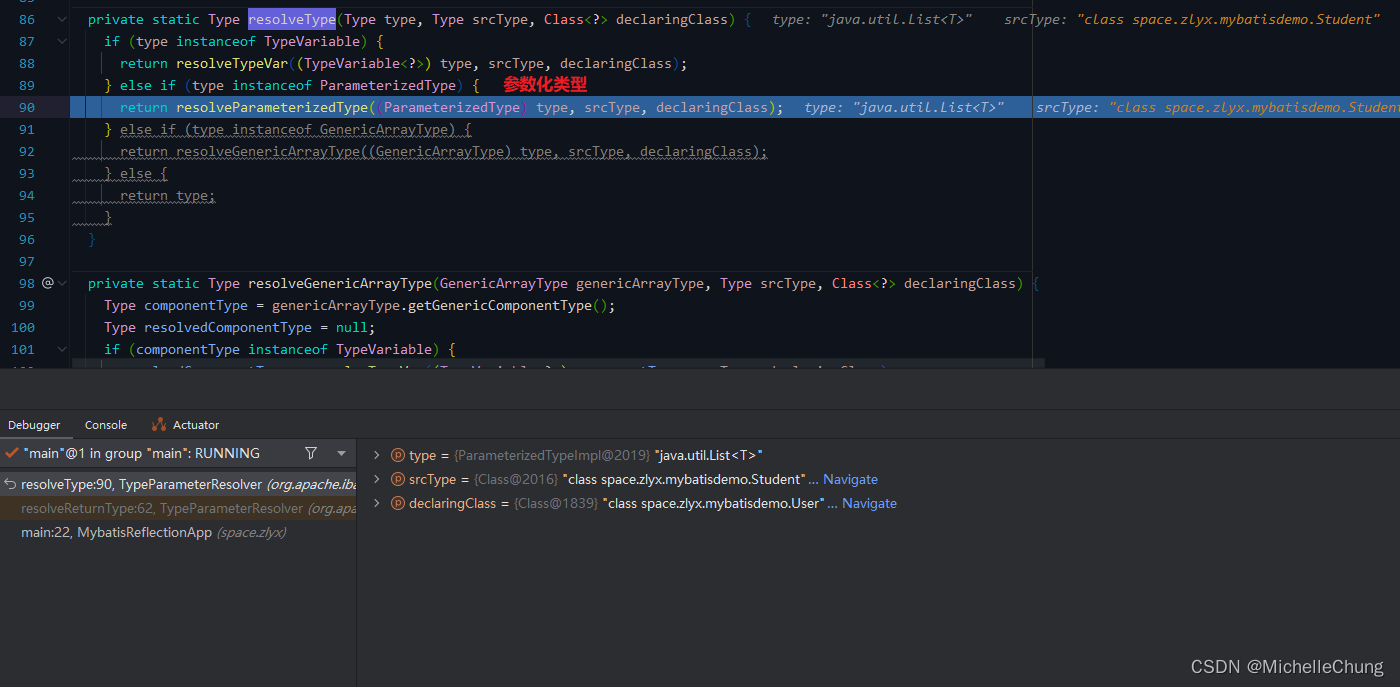 86 private static Type resolveType(Type type, Type srcType, Class<?> declaringClass) { type: "java.util.List<T>" srcType: "class space.zlyx.mybatisdemo.Student"
87 if (type instanceof TypeVariable) {
88 return resolveTypeVar((TypeVariable<?>) type, srcType, declaringClass);
89 } else if (type instanceof ParameterizedType) { 参数化类型
90 return resolveParameterizedType((ParameterizedType) type, srcType, declaringClass); type: "java.util.List<T>" srcType: "class space.zlyx.mybatisdemo.Student
91 } else if (type instanceof GenericArrayType) {
92 return resolveGenericArrayType((GenericArrayType) type, srcType, declaringClass);
93 } else {
94 return type;
95 }
96 }
97
98 @ private static Type resolveGenericArrayType(GenericArrayType genericArrayType, Type srcType, Class<?> declaringClass) {
99 Type componentType = genericArrayType.getGenericComponentType();
100 Type resolvedComponentType = null;
101 if (componentType instanceof TypeVariable) {
Debugger Console Actuator
"main"@1 in group "main": RUNNING
resolveType:90, TypeParameterResolver (org.apache.iba
resolveReturnType:62, TypeParameterResolver (org.apa
main:22, MybatisReflectionApp (space.zlyx)
type = {ParameterizedTypeImpl@2019} "java.util.List<T>"
srcType = {Class@2016} "class space.zlyx.mybatisdemo.Student" ... Navigate
declaringClass = {Class@1839} "class space.zlyx.mybatisdemo.User" ... Navigate
CSDN @MichelleChung